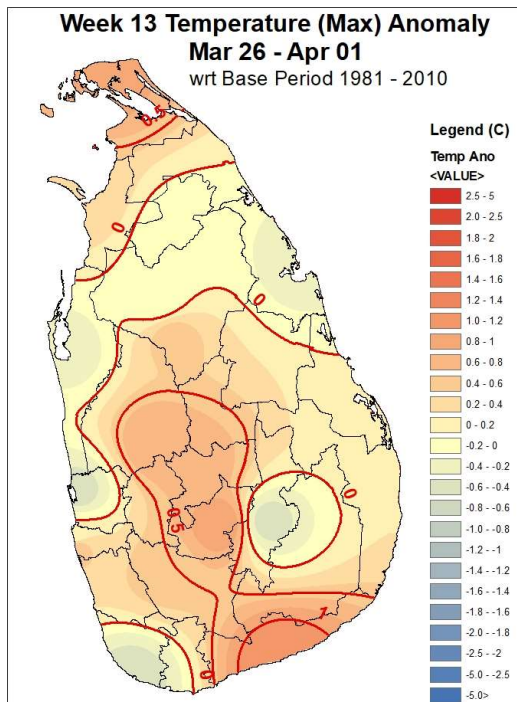 Week 13 Temperature (Max) Anomaly
Mar 26 - Apr 01
wrt Base Period 1981 - 2010
Legend (C)
Temp Ano
<VALUE>
2.5 - 5
2.0 - 2.5
1.8 - 2
1.6 - 1.8
1.4 - 1.6
1.2 - 1.4
1.0 - 1.2
0.8 - 1
0.6 - 0.8
0.4 - 0.6
0.2 - 0.4
0 - 0.2
-0.2 - 0
-0.4 - -0.2
-0.6 - -0.4
-0.8 - -0.6
-1.0 - -0.8
-1.2 - -1
-1.4 - -1.2
-1.6 - -1.4
-1.8 - -1.6
-2.0 - -1.8
-2.5 - -2
-5.0 - -2.5
-5.0>
0.5
0
0
0
0.5
1
0